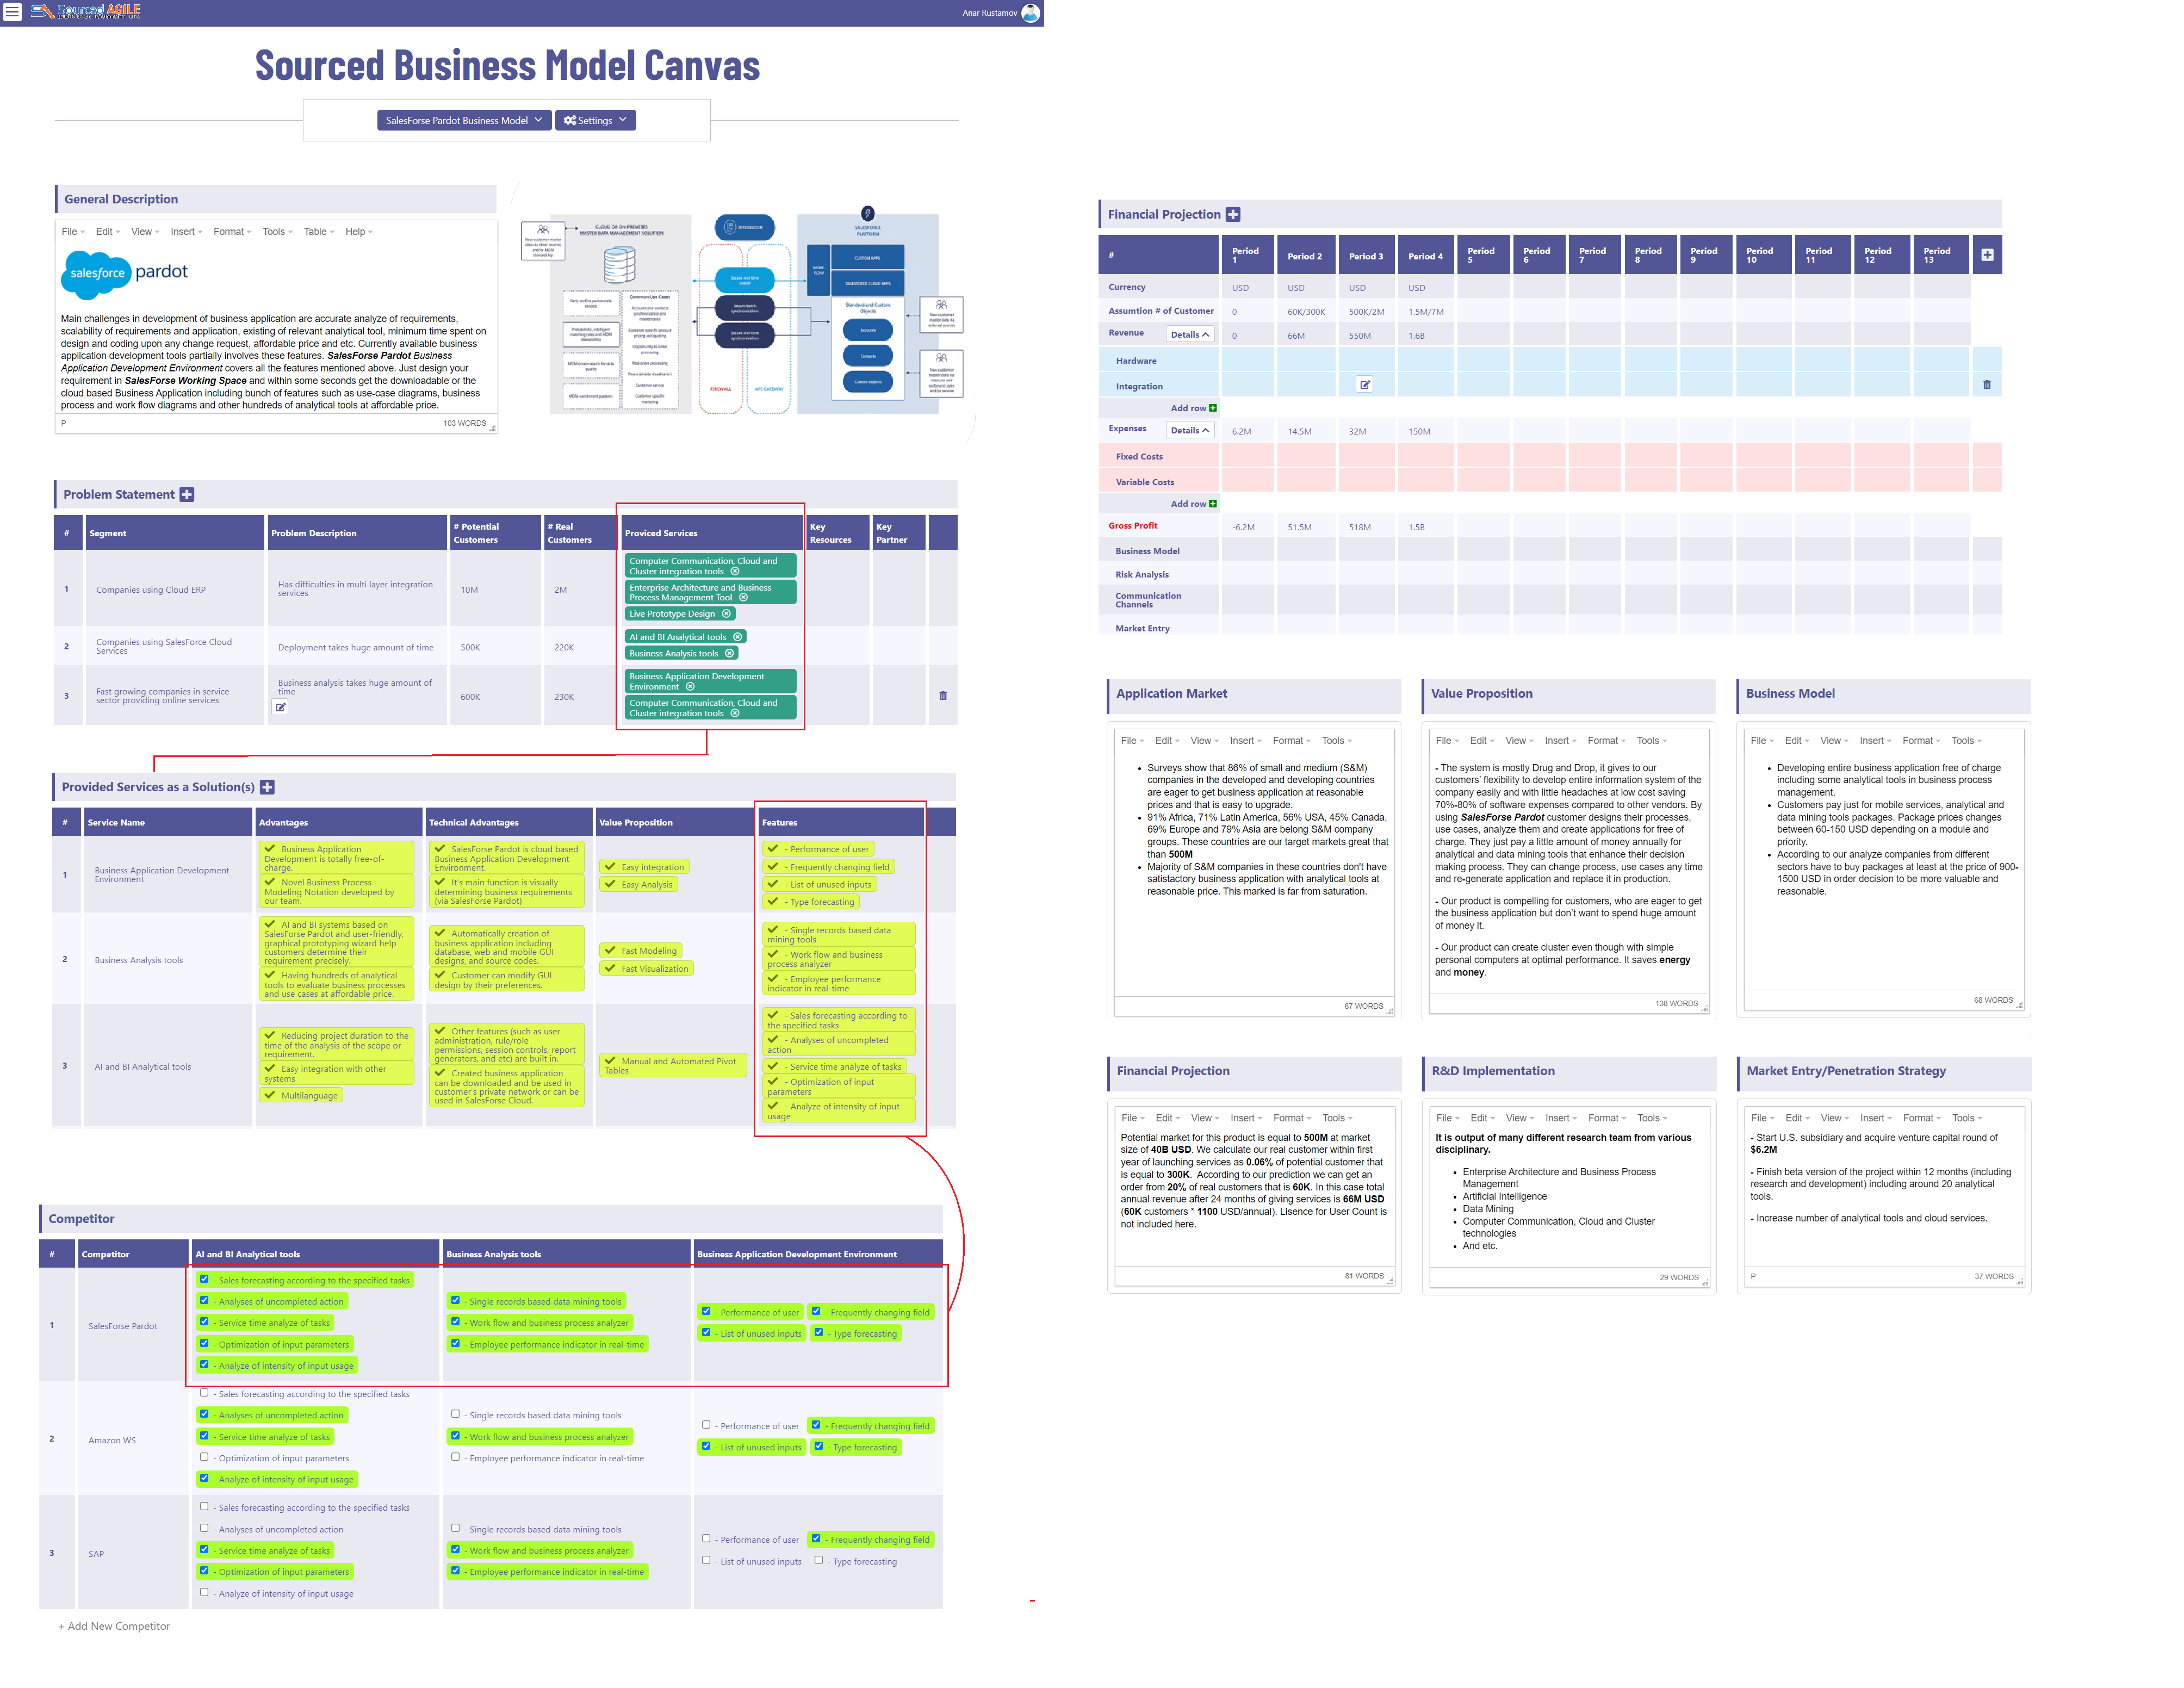 Sourced AGILE
Anar Rustamov
Sourced Business Model Canvas
SalesForse Pardot Business Model
Settings
General Description
File Edit View Insert Format Tools Table Help
salesforce pardot
Main challenges in development of business application are accurate analyze of requirements,
scalability of requirements and application, existing of relevant analytical tool, minimum time spent on
design and coding upon any change request, affordable price and etc. Currently available business
application development tools partially involves these features. SalesForse Pardot Business
Application Development Environment covers all the features mentioned above. Just design your
requirement in SalesForse Working Space and within some seconds get the downloadable or the
cloud based Business Application including bunch of features such as use-case diagrams, business
process and work flow diagrams and other hundreds of analytical tools at affordable price.
P
103 WORDS
CLOUD OR ON-PREMISES
MASTER DATA MANAGEMENT SOLUTION
INTEGRATION
SALESFORCE
PLATFORM
WORK
FLOW
CUSTOM APPS
SALESFORCE CLOUD APPS
Common Use Cases
Standard and Custom
Objects
Accounts
Contacts
Custom objects
FIREWALL
API GATEWAY
Problem Statement
# Segment Problem Description # Potential Customers # Real Customers Proviced Services Key Resources Key Partner
1 Companies using Cloud ERP
Has difficulties in multi layer integration
services
10M 2M
Computer Communication, Cloud and
Cluster integration tools
Enterprise Architecture and Business
Process Management Tool
Live Prototype Design
2 Companies using SalesForce Cloud
Services
Deployment takes huge amount of time
500K 220K
AI and BI Analytical tools
Business Analysis tools
3 Fast growing companies in service
sector providing online services
Business analysis takes huge amount of
time
600K 230K
Business Application Development
Environment
Computer Communication, Cloud and
Cluster integration tools
Provided Services as a Solution(s)
# Service Name Advantages Technical Advantages Value Proposition Features
1 Business Application Development
Environment
Business Application
Development is totally free-of-
charge.
Novel Business Process
Modeling Notation developed by
our team.
SalesForse Pardot is cloud based
Business Application Development
Environment.
It's main function is visually
determining business requirements
(via SalesForse Pardot)
Easy integration
Easy Analysis
- Performance of user
- Frequently changing field
- List of unused inputs
- Type forecasting
2 Business Analysis tools
AI and BI systems based on
SalesForse Pardot and user-friendly,
graphical prototyping wizard help
customers determine their
requirement precisely.
Having hundreds of analytical
tools to evaluate business processes
and use cases at affordable price.
Automatically creation of
business application including
database, web and mobile GUI
designs, and source codes.
Customer can modify GUI
design by their preferences.
Fast Modeling
Fast Visualization
- Single records based data
mining tools
- Work flow and business
process analyzer
- Employee performance
indicator in real-time
3 AI and BI Analytical tools
Reducing project duration to the
time of the analysis of the scope or
requirement.
Easy integration with other
systems
Multilanguage
Other features (such as user
administration, rule/role
permissions, session controls, report
generators, and etc) are built in.
Created business application
can be downloaded and be used in
customer's private network or can be
used in SalesForse Cloud.
Manual and Automated Pivot
Tables
- Sales forecasting according to
the specified tasks
- Analyses of uncompleted
action
- Service time analyze of tasks
- Optimization of input
parameters
- Analyze of intensity of input
usage
Competitor
# Competitor AI and BI Analytical tools Business Analysis tools Business Application Development Environment
1 SalesForse Pardot
- Sales forecasting according to the specified tasks
- Analyses of uncompleted action
- Service time analyze of tasks
- Optimization of input parameters
- Analyze of intensity of input usage
- Single records based data mining tools
- Work flow and business process analyzer
- Employee performance indicator in real-time
- Performance of user - Frequently changing field
- List of unused inputs - Type forecasting
2 Amazon WS
- Sales forecasting according to the specified tasks
- Analyses of uncompleted action
- Service time analyze of tasks
- Optimization of input parameters
- Analyze of intensity of input usage
- Single records based data mining tools
- Work flow and business process analyzer
- Employee performance indicator in real-time
- Performance of user - Frequently changing field
- List of unused inputs - Type forecasting
3 SAP
- Sales forecasting according to the specified tasks
- Analyses of uncompleted action
- Service time analyze of tasks
- Optimization of input parameters
- Analyze of intensity of input usage
- Single records based data mining tools
- Work flow and business process analyzer
- Employee performance indicator in real-time
- Performance of user - Frequently changing field
- List of unused inputs - Type forecasting
+ Add New Competitor
Financial Projection
# Period 1 Period 2 Period 3 Period 4 Period 5 Period 6 Period 7 Period 8 Period 9 Period 10 Period 11 Period 12 Period 13
Currency USD USD USD USD
Assumtion # of Customer 0 60K/300K 500K/2M 1.5M/7M
Revenue Details 0 66M 550M 1.6B
Hardware
Integration
Add row
Expenses Details 6.2M 14.5M 32M 150M
Fixed Costs
Variable Costs
Add row
Gross Profit -6.2M 51.5M 518M 1.5B
Business Model
Risk Analysis
Communication
Channels
Market Entry
Application Market
File Edit View Insert Format Tools
• Surveys show that 86% of small and medium (S&M)
companies in the developed and developing countries
are eager to get business application at reasonable
prices and that is easy to upgrade.
• 91% Africa, 71% Latin America, 56% USA, 45% Canada,
69% Europe and 79% Asia are belong S&M company
groups. These countries are our target markets great that
than 500M
• Majority of S&M companies in these countries don't have
satisfactory business application with analytical tools at
reasonable price. This marked is far from saturation.
87 WORDS
Value Proposition
File Edit View Insert Format Tools
- The system is mostly Drug and Drop, it gives to our
customers' flexibility to develop entire information system of the
company easily and with little headaches at low cost saving
70%-80% of software expenses compared to other vendors. By
using SalesForse Pardot customer designs their processes,
use cases, analyze them and create applications for free of
charge. They just pay a little amount of money annually for
analytical and data mining tools that enhance their decision
making process. They can change process, use cases any time
and re-generate application and replace it in production.
- Our product is compelling for customers, who are eager to get
the business application but don't want to spend huge amount
of money it.
- Our product can create cluster even though with simple
personal computers at optimal performance. It saves energy
and money.
138 WORDS
Business Model
File Edit View Insert Format Tools
• Developing entire business application free of charge
including some analytical tools in business process
management.
• Customers pay just for mobile services, analytical and
data mining tools packages. Package prices changes
between 60-150 USD depending on a module and
priority.
• According to our analyze companies from different
sectors have to buy packages at least at the price of 900-
1500 USD in order decision to be more valuable and
reasonable.
68 WORDS
Financial Projection
File Edit View Insert Format Tools
Potential market for this product is equal to 500M at market
size of 40B USD. We calculate our real customer within first
year of launching services as 0.06% of potential customer that
is equal to 300K. According to our prediction we can get an
order from 20% of real customers that is 60K. In this case total
annual revenue after 24 months of giving services is 66M USD
(60K customers * 1100 USD/annual). Lisence for User Count is
not included here.
81 WORDS
R&D Implementation
File Edit View Insert Format Tools
It is output of many different research team from various
disciplinary.
• Enterprise Architecture and Business Process
Management
• Artificial Intelligence
• Data Mining
• Computer Communication, Cloud and Cluster
technologies
• And etc.
29 WORDS
Market Entry/Penetration Strategy
File Edit View Insert Format Tools
- Start U.S. subsidiary and acquire venture capital round of
$6.2M
- Finish beta version of the project within 12 months (including
research and development) including around 20 analytical
tools.
- Increase number of analytical tools and cloud services.
P
37 WORDS